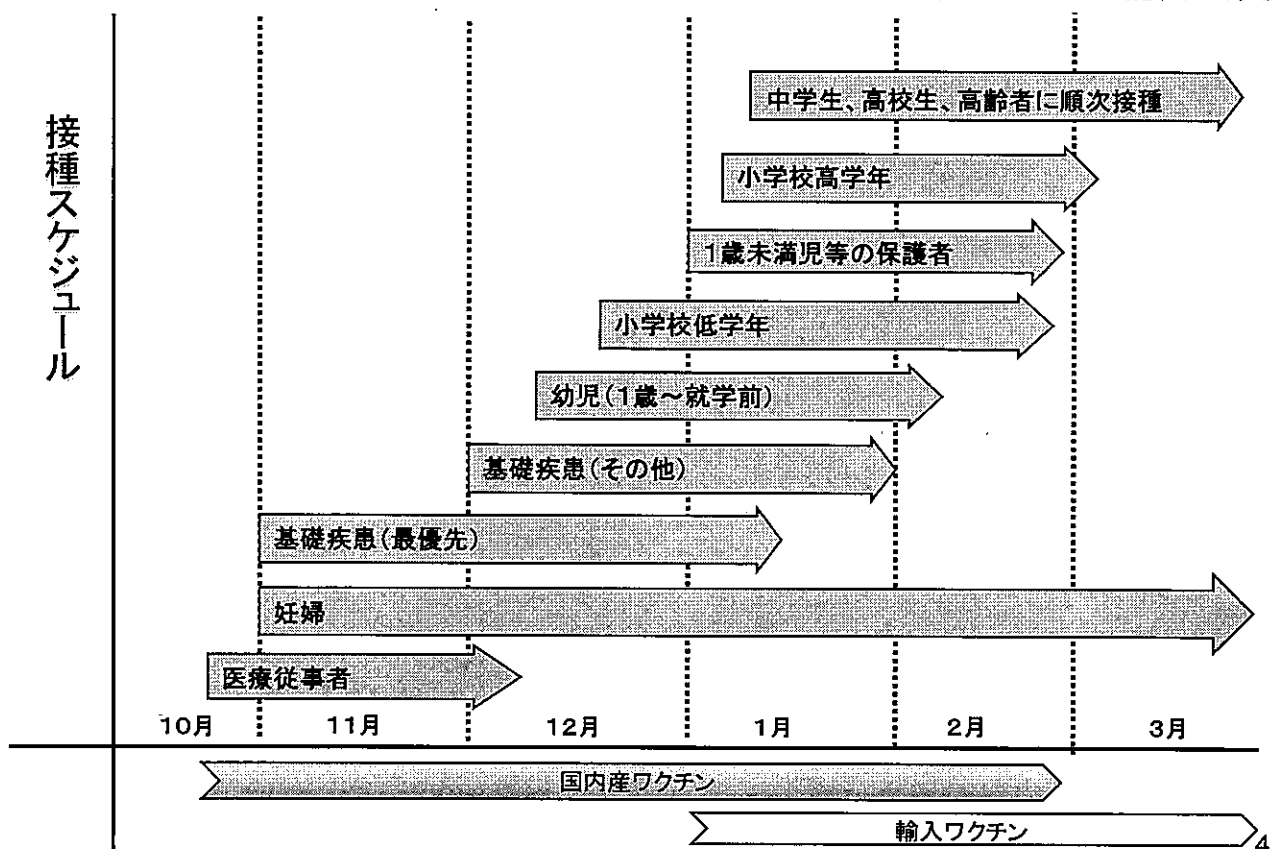 接種スケジュール
中学生、高校生、高齢者に順次接種
小学校高学年
1歳未満児等の保護者
小学校低学年
幼児(1歳~就学前)
基礎疾患(その他)
基礎疾患(最優先)
妊婦
医療従事者
10月 11月 12月 1月 2月 3月
国内産ワクチン
輸入ワクチン
4